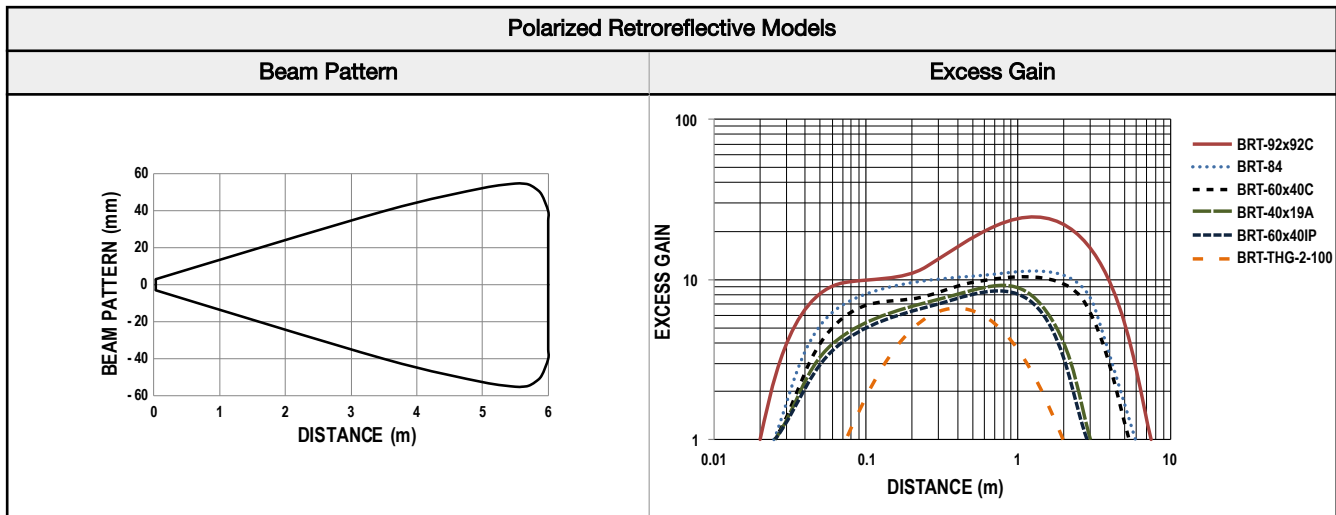 Polarized Retroreflective Models
Beam Pattern
Excess Gain
BEAM PATTERN (mm)
60
40
20
0
-20
-40
-60
0 1 2 3 4 5 6
DISTANCE (m)
EXCESS GAIN
100
10
1
0.01 0.1 1 10
DISTANCE (m)
BRT-92x92C
BRT-84
BRT-60x40C
BRT-40x19A
BRT-60x40IP
BRT-THG-2-100